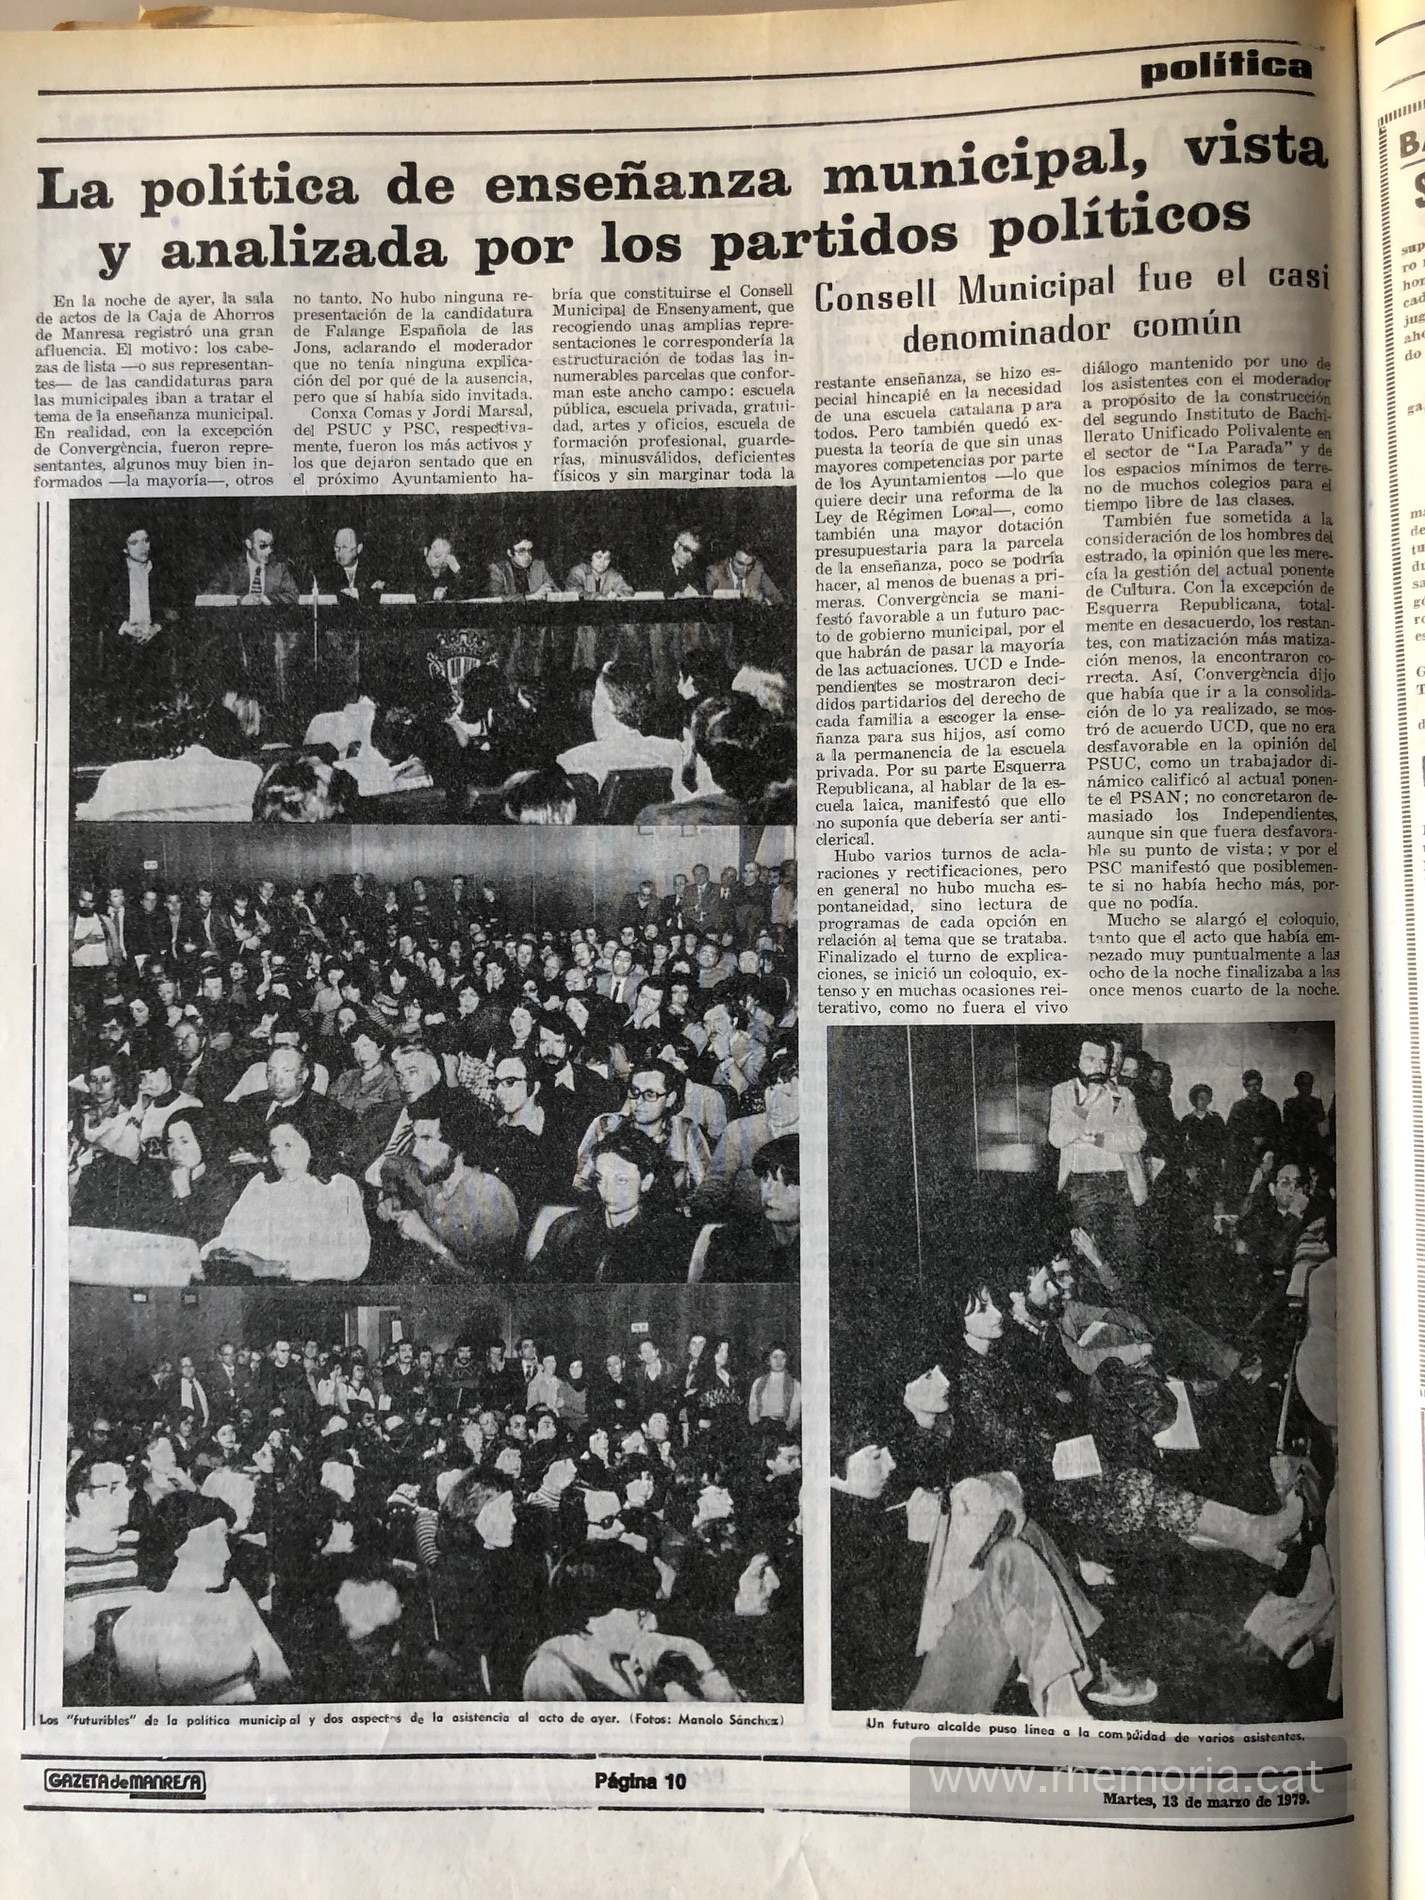 política
La política de enseñanza municipal, vista
y analizada por los partidos políticos
Consell Municipal fue el casi
denominador común
En la noche de ayer, la sala
de actos de la Caja de Ahorros
de Manresa registró una gran
afluencia. El motivo: los cabe-
zas de lista —o sus representan-
tes— de las candidaturas para
las municipales iban a tratar el
tema de la enseñanza municipal.
En realidad, con la excepción
de Convergència, fueron repre-
sentantes, algunos muy bien in-
formados —la mayoría—, otros
no tanto. No hubo ninguna re-
presentación de la candidatura
de Falange Española de las
Jons, aclarando el moderador
que no tenía ninguna explica-
ción del por qué de la ausencia,
pero que sí había sido invitada.
Conxa Comas y Jordi Marsal,
del PSUC y PSC, respectiva-
mente, fueron los más activos y
los que dejaron sentado que en
el próximo Ayuntamiento ha-
bría que constituirse el Consell
Municipal de Ensenyament, que
recogiendo unas amplias repre-
sentaciones le correspondería la
estructuración de todas las in-
numerables parcelas que confor-
man este ancho campo: escuela
pública, escuela privada, gratui-
dad, artes y oficios, escuela de
formación profesional, guarde-
rías, minusválidos, deficientes
físicos y sin marginar toda la
restante enseñanza, se hizo es-
pecial hincapié en la necesidad
de una escuela catalana para
todos. Pero también quedó ex-
puesta la teoría de que sin unas
mayores competencias por parte
de los Ayuntamientos —lo que
quiere decir una reforma de la
Ley de Régimen Local—, como
también una mayor dotación
presupuestaria para la parcela
de la enseñanza, poco se podría
hacer, al menos de buenas a pri-
meras. Convergència se mani-
festó favorable a un futuro pac-
to de gobierno municipal, por el
que habrán de pasar la mayoría
de las actuaciones. UCD e Inde-
pendientes se mostraron deci-
didos partidarios del derecho de
cada familia a escoger la ense-
ñanza para sus hijos, así como
a la permanencia de la escuela
privada. Por su parte Esquerra
Republicana, al hablar de la es-
cuela laica, manifestó que ello
no suponía que debería ser anti-
clerical.
Hubo varios turnos de acla-
raciones y rectificaciones, pero
en general no hubo mucha es-
pontaneidad, sino lectura de
programas de cada opción en
relación al tema que se trataba.
Finalizado el turno de explica-
ciones, se inició un coloquio, ex-
tenso y en muchas ocasiones rei-
terativo, como no fuera el vivo
diálogo mantenido por uno de
los asistentes con el moderador
a propósito de la construcción
del segundo Instituto de Bachi-
llerato Unificado Polivalente en
el sector de "La Parada" y de
los espacios mínimos de terre-
no de muchos colegios para el
tiempo libre de las clases.
También fue sometida a la
consideración de los hombres del
estrado, la opinión que les mere-
cía la gestión del actual ponente
de Cultura. Con la excepción de
Esquerra Republicana, total-
mente en desacuerdo, los restan-
tes, con matización más matiza-
ción menos, la encontraron co-
rrecta. Así, Convergència dijo
que había que ir a la consolida-
ción de lo ya realizado, se mos-
tró de acuerdo UCD, que no era
desfavorable en la opinión del
PSUC, como un trabajador di-
námico calificó al actual ponen-
te el PSAN; no concretaron de-
masiado los Independientes,
aunque sin que fuera desfavora-
ble su punto de vista; y por el
PSC manifestó que posiblemen-
te si no había hecho más, por-
que no podía.
Mucho se alargó el coloquio,
tanto que el acto que había em-
pezado muy puntualmente a las
ocho de la noche finalizaba a las
once menos cuarto de la noche.
Los "futuribles" de la política municipal y dos aspectos de la asistencia al acto de ayer. (Fotos: Manolo Sánchez)
Un futuro alcalde puso línea a la compidad de varios asistentes.
GAZETA de MANRESA
Página 10
Martes, 13 de marzo de 1979.
www.memoria.cat